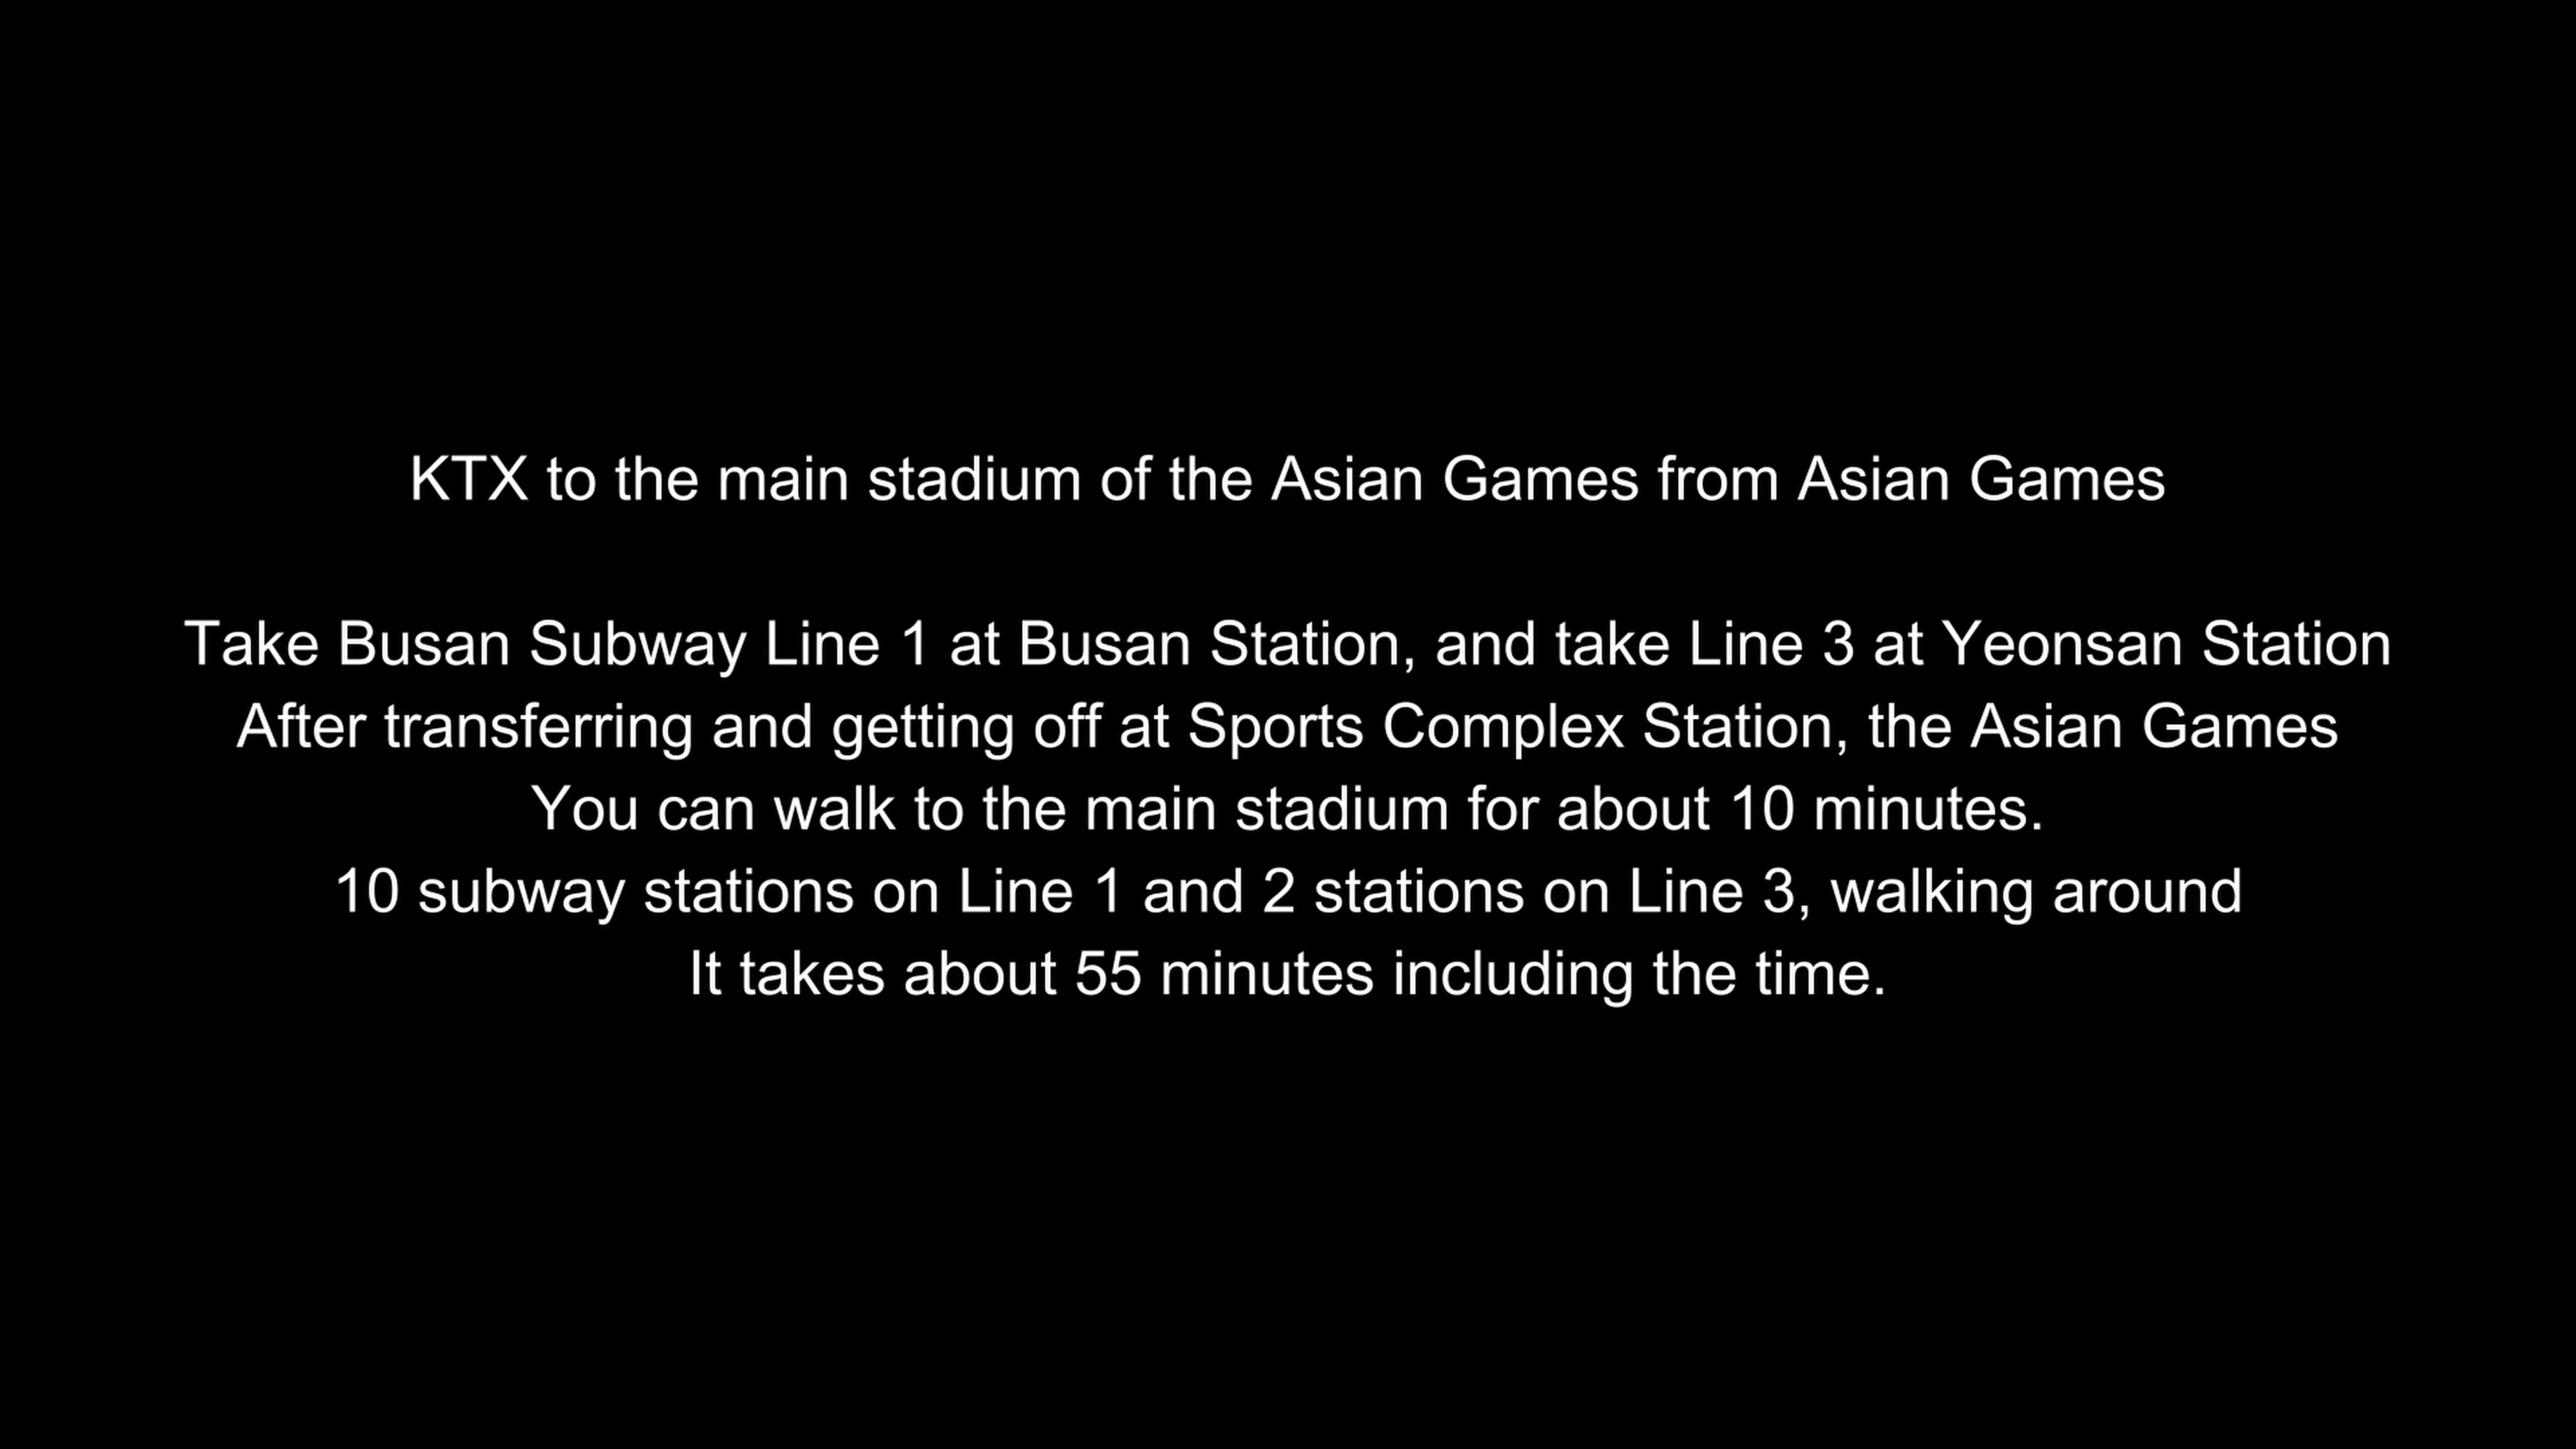 KTX to the main stadium of the Asian Games from Asian Games
Take Busan Subway Line 1 at Busan Station, and take Line 3 at Yeonsan Station
After transferring and getting off at Sports Complex Station, the Asian Games
You can walk to the main stadium for about 10 minutes.
10 subway stations on Line 1 and 2 stations on Line 3, walking around
It takes about 55 minutes including the time.